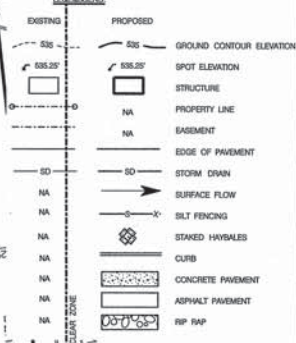 EXISTING PROPOSED
535 535 GROUND CONTOUR ELEVATION
535.25' 535.25' SPOT ELEVATION
STRUCTURE
NA PROPERTY LINE
NA EASEMENT
EDGE OF PAVEMENT
SD SD STORM DRAIN
NA SURFACE FLOW
NA S X SILT FENCING
NA STAKED HAYBALES
NA CURB
NA CONCRETE PAVEMENT
NA ASPHALT PAVEMENT
NA RIP RAP
CLEAR ZONE